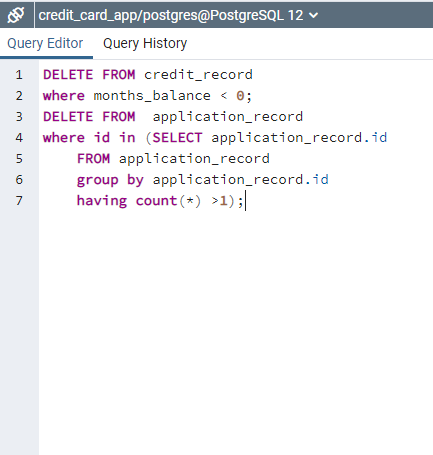 credit_card_app/postgres@PostgreSQL 12
Query Editor Query History
1 DELETE FROM credit_record
2 where months_balance < 0;
3 DELETE FROM  application_record
4 where id in (SELECT application_record.id
5     FROM application_record
6     group by application_record.id
7     having count(*) >1);